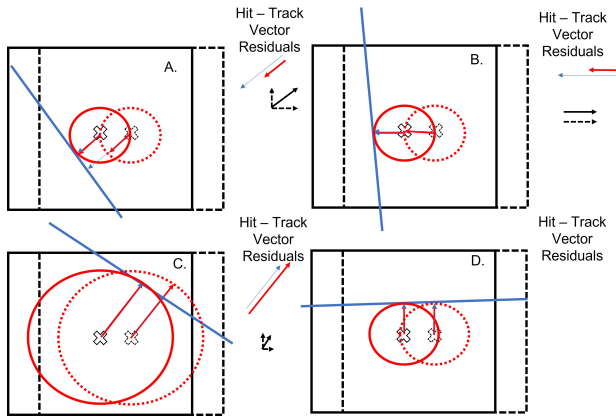 Hit – Track
Vector
Residuals
A.
Hit – Track
Vector
Residuals
B.
Hit – Track
Vector
Residuals
C.
Hit – Track
Vector
Residuals
D.